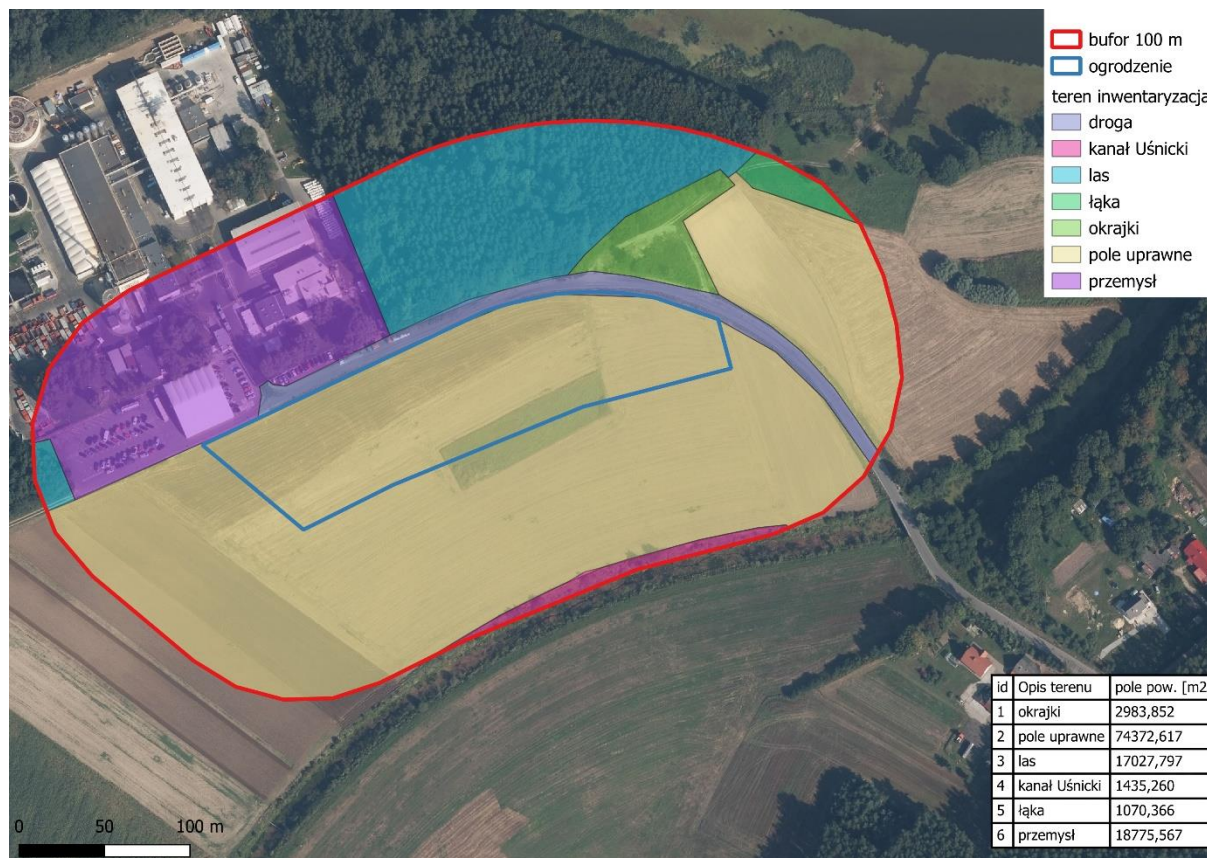 bufor 100 m
ogrodzenie
teren inwentaryzacja
droga
kanał Uśnicki
las
łąka
okrajki
pole uprawne
przemysł
id Opis terenu pole pow. [m2
1 okrajki 2983,852
2 pole uprawne 74372,617
3 las 17027,797
4 kanał Uśnicki 1435,260
5 łąka 1070,366
6 przemysł 18775,567
0 50 100 m